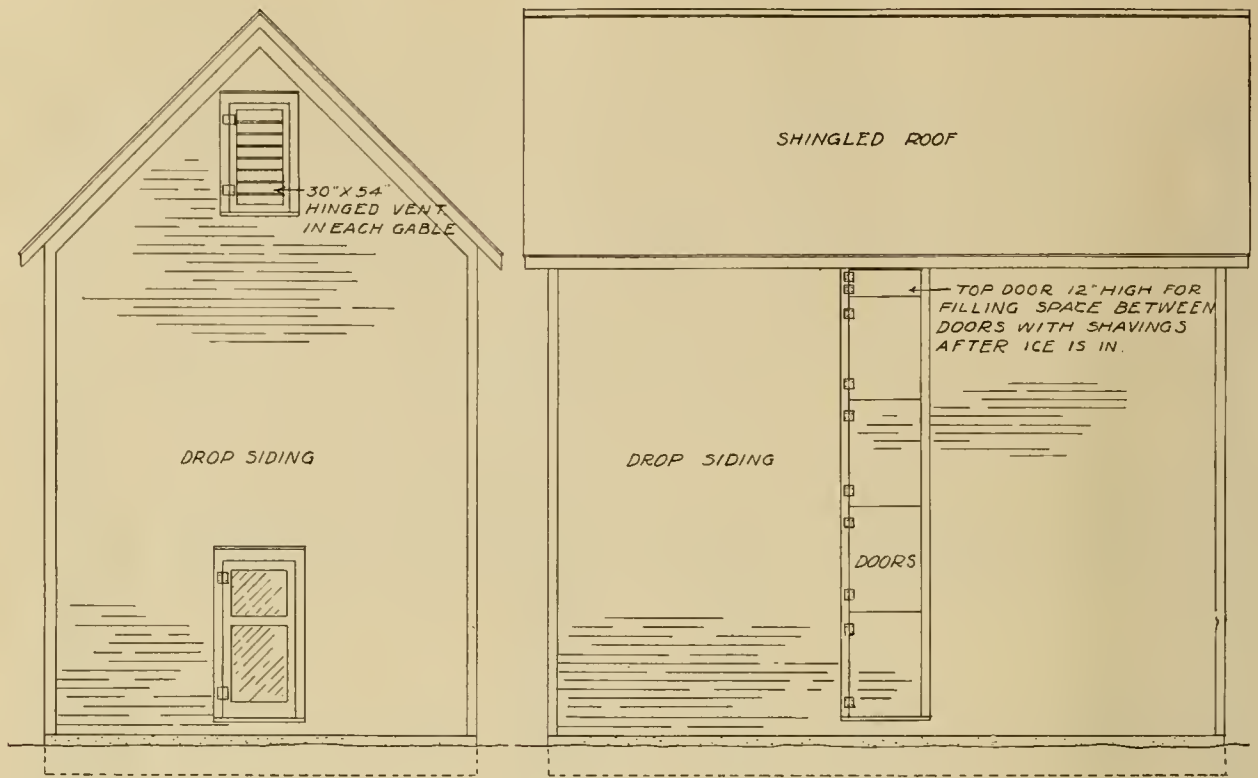 30"X54"
HINGED VENT
IN EACH GABLE
DROP SIDING
SHINGLED ROOF
TOP DOOR 12" HIGH FOR
FILLING SPACE BETWEEN
DOORS WITH SHAVINGS
AFTER ICE IS IN.
DROP SIDING
DOORS